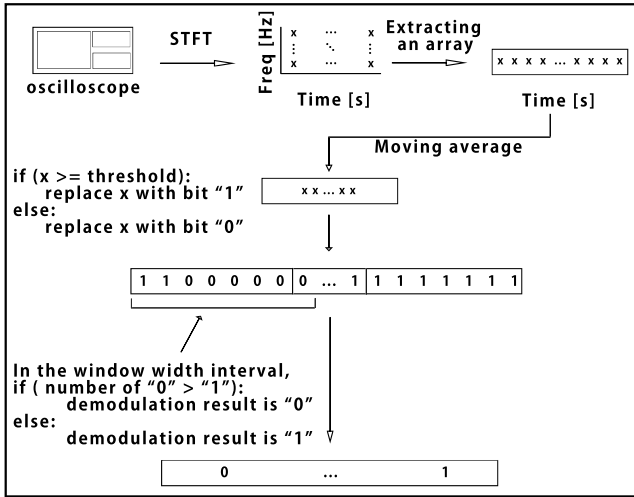 oscilloscope
STFT
Freq [Hz]
x ... x
⋮ ⋱ ⋮
x ... x
Time [s]
Extracting
an array
x x x x ... x x x x
Time [s]
Moving average
if (x >= threshold):
replace x with bit “1”
else:
replace x with bit “0”
x x ... x x
1 1 0 0 0 0 0 0 ... 1 1 1 1 1 1 1 1
In the window width interval,
if ( number of “0” > “1”):
demodulation result is “0”
else:
demodulation result is “1”
0 ... 1